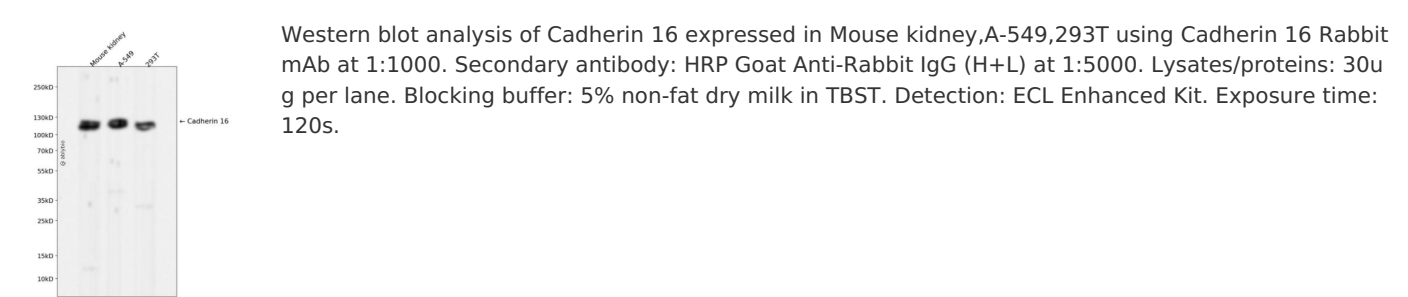 Mouse kidney
A-549
293T
250kD
130kD
100kD
70kD
55kD
35kD
25kD
15kD
10kD
← Cadherin 16
Western blot analysis of Cadherin 16 expressed in Mouse kidney,A-549,293T using Cadherin 16 Rabbit
mAb at 1:1000. Secondary antibody: HRP Goat Anti-Rabbit IgG (H+L) at 1:5000. Lysates/proteins: 30u
g per lane. Blocking buffer: 5% non-fat dry milk in TBST. Detection: ECL Enhanced Kit. Exposure time:
120s.